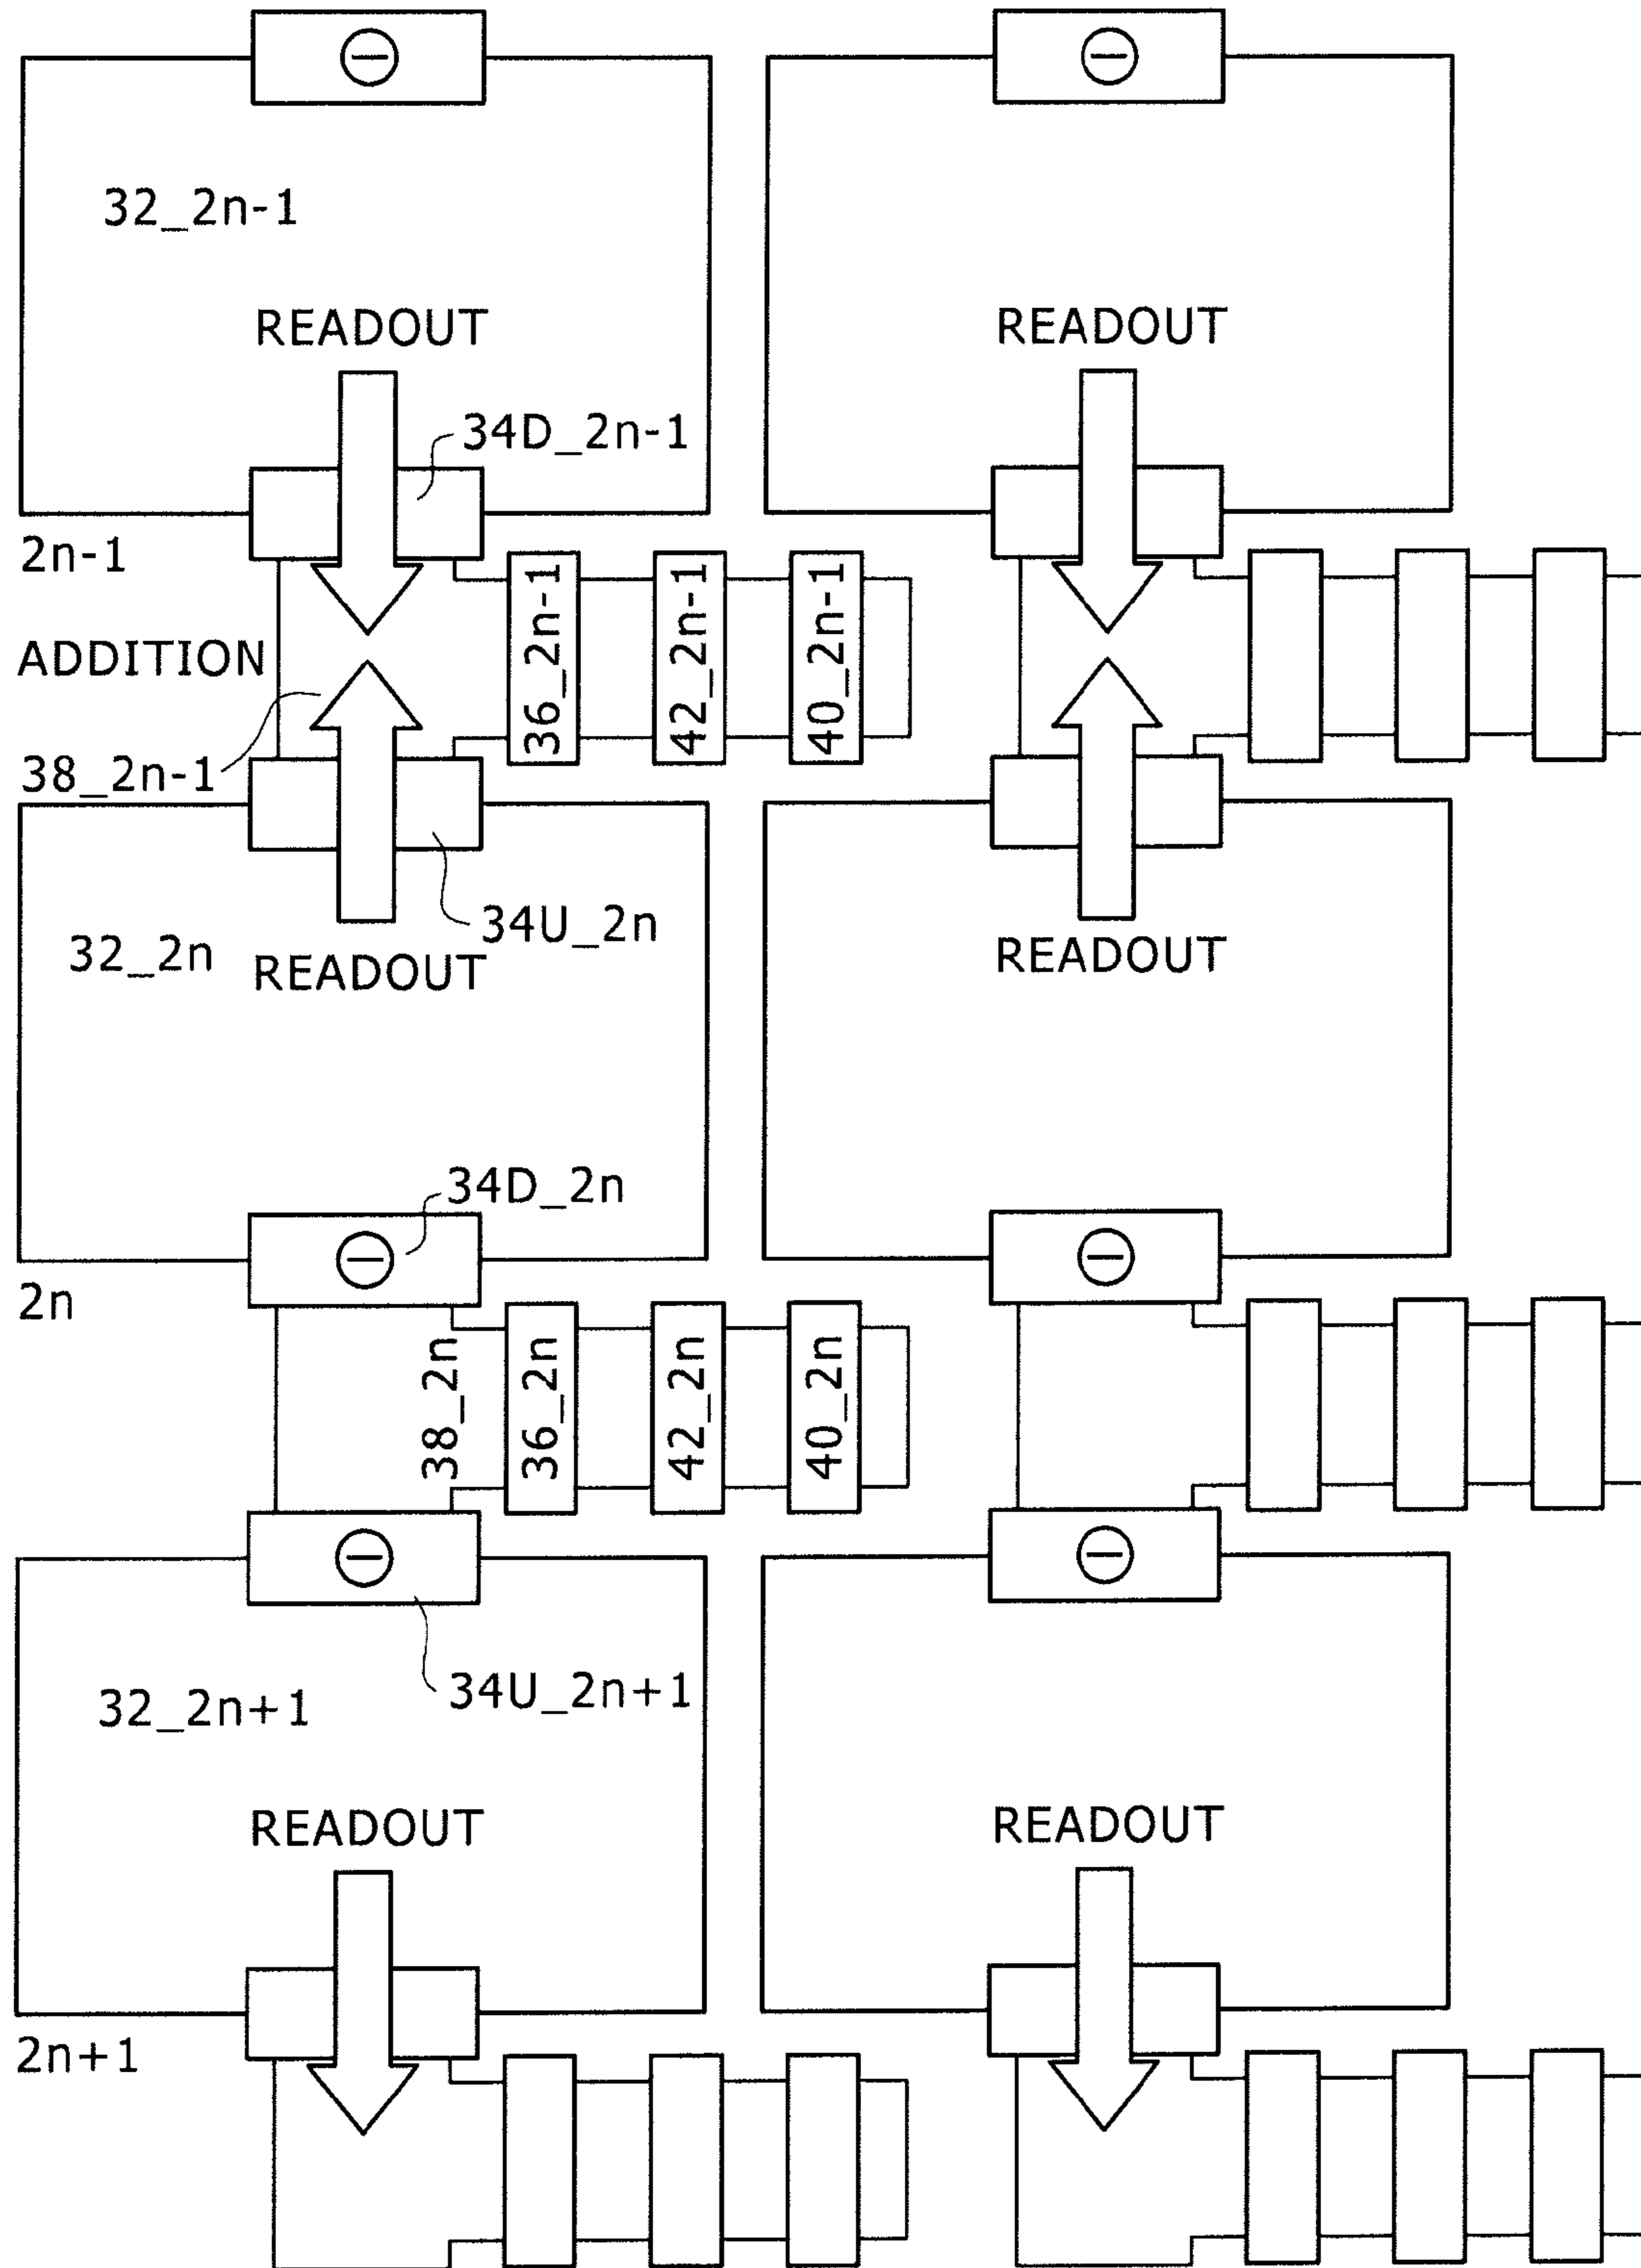 32_2n-1
READOUT
READOUT
34D_2n-1
2n-1
36_2n-1
42_2n-1
40_2n-1
ADDITION
38_2n-1
34U_2n
32_2n
READOUT
READOUT
34D_2n
2n
38_2n
36_2n
42_2n
40_2n
34U_2n+1
32_2n+1
READOUT
READOUT
2n+1